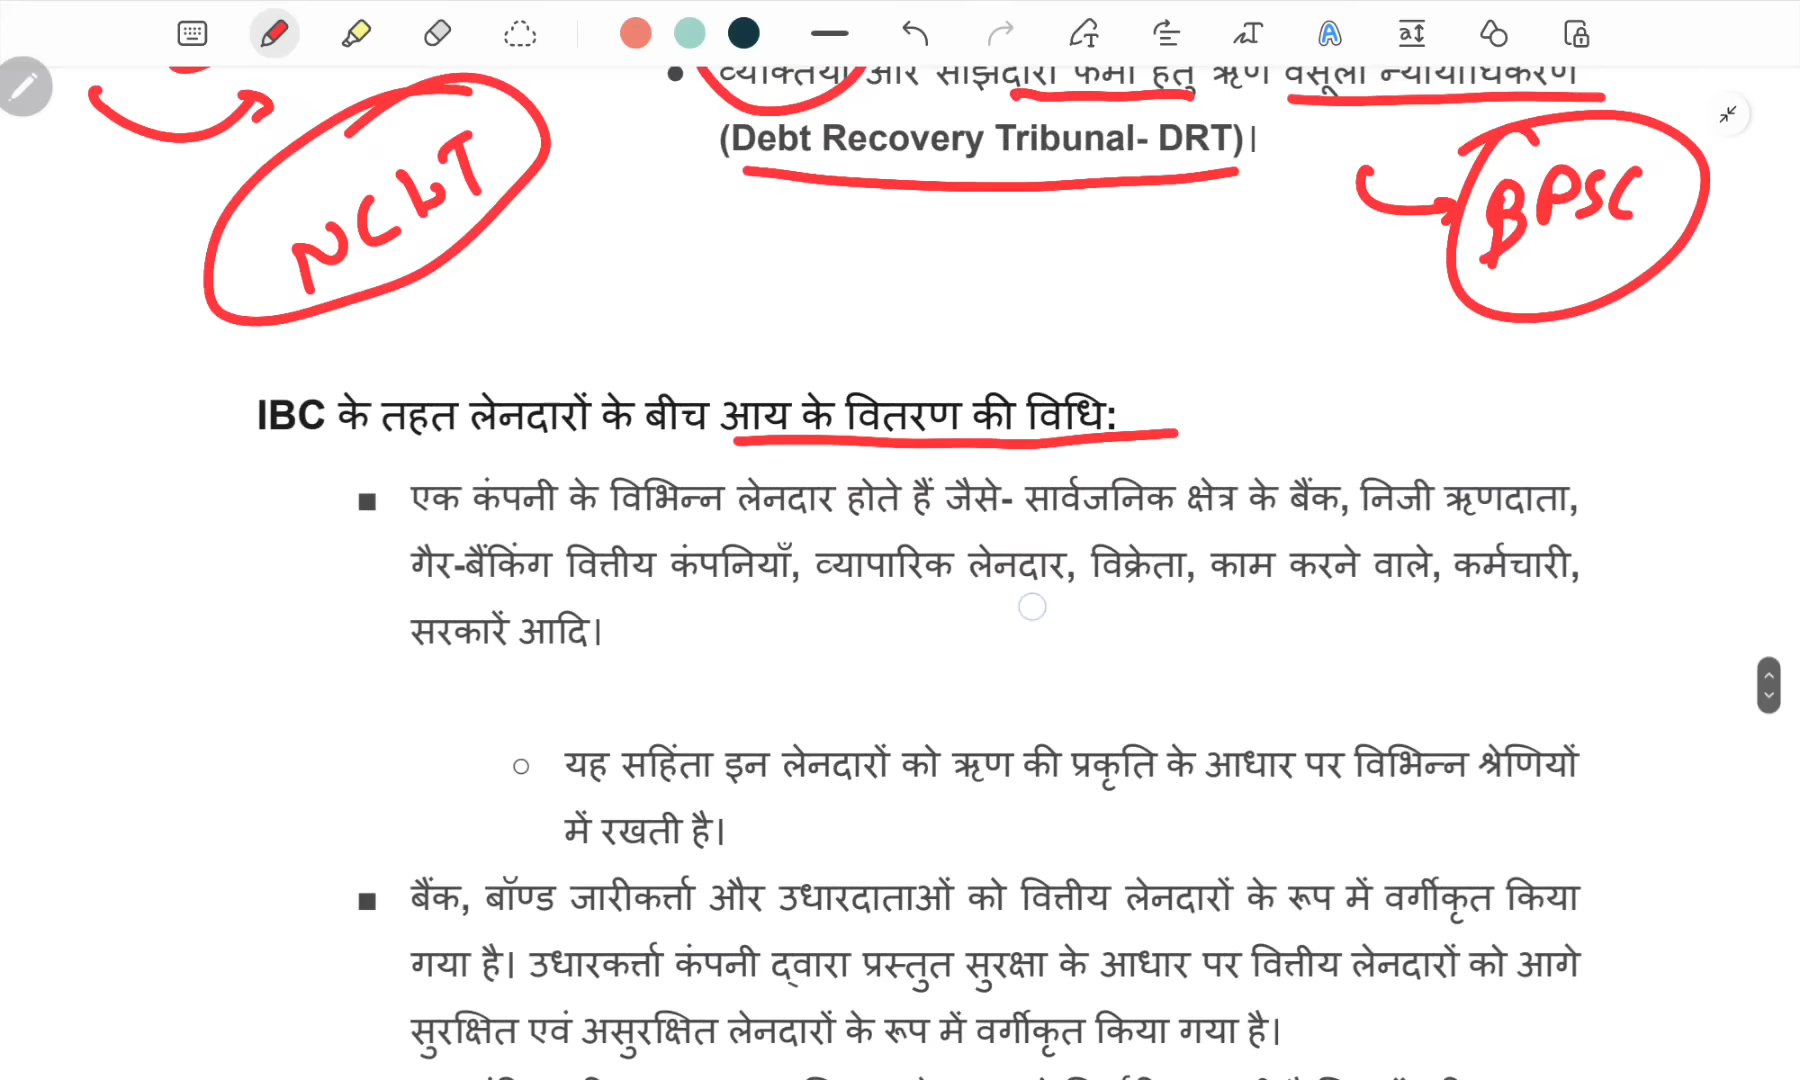 व्यक्तियों और साझेदारी फर्मों हेतु ऋण वसूली न्यायाधिकरण
(Debt Recovery Tribunal- DRT)।
NCLT
BPSC
IBC के तहत लेनदारों के बीच आय के वितरण की विधि:
■ एक कंपनी के विभिन्न लेनदार होते हैं जैसे- सार्वजनिक क्षेत्र के बैंक, निजी ऋणदाता,
गैर-बैंकिंग वित्तीय कंपनियाँ, व्यापारिक लेनदार, विक्रेता, काम करने वाले, कर्मचारी,
सरकारें आदि।
○ यह सहिंता इन लेनदारों को ऋण की प्रकृति के आधार पर विभिन्न श्रेणियों
में रखती है।
■ बैंक, बॉण्ड जारीकर्त्ता और उधारदाताओं को वित्तीय लेनदारों के रूप में वर्गीकृत किया
गया है। उधारकर्त्ता कंपनी द्वारा प्रस्तुत सुरक्षा के आधार पर वित्तीय लेनदारों को आगे
सुरक्षित एवं असुरक्षित लेनदारों के रूप में वर्गीकृत किया गया है।